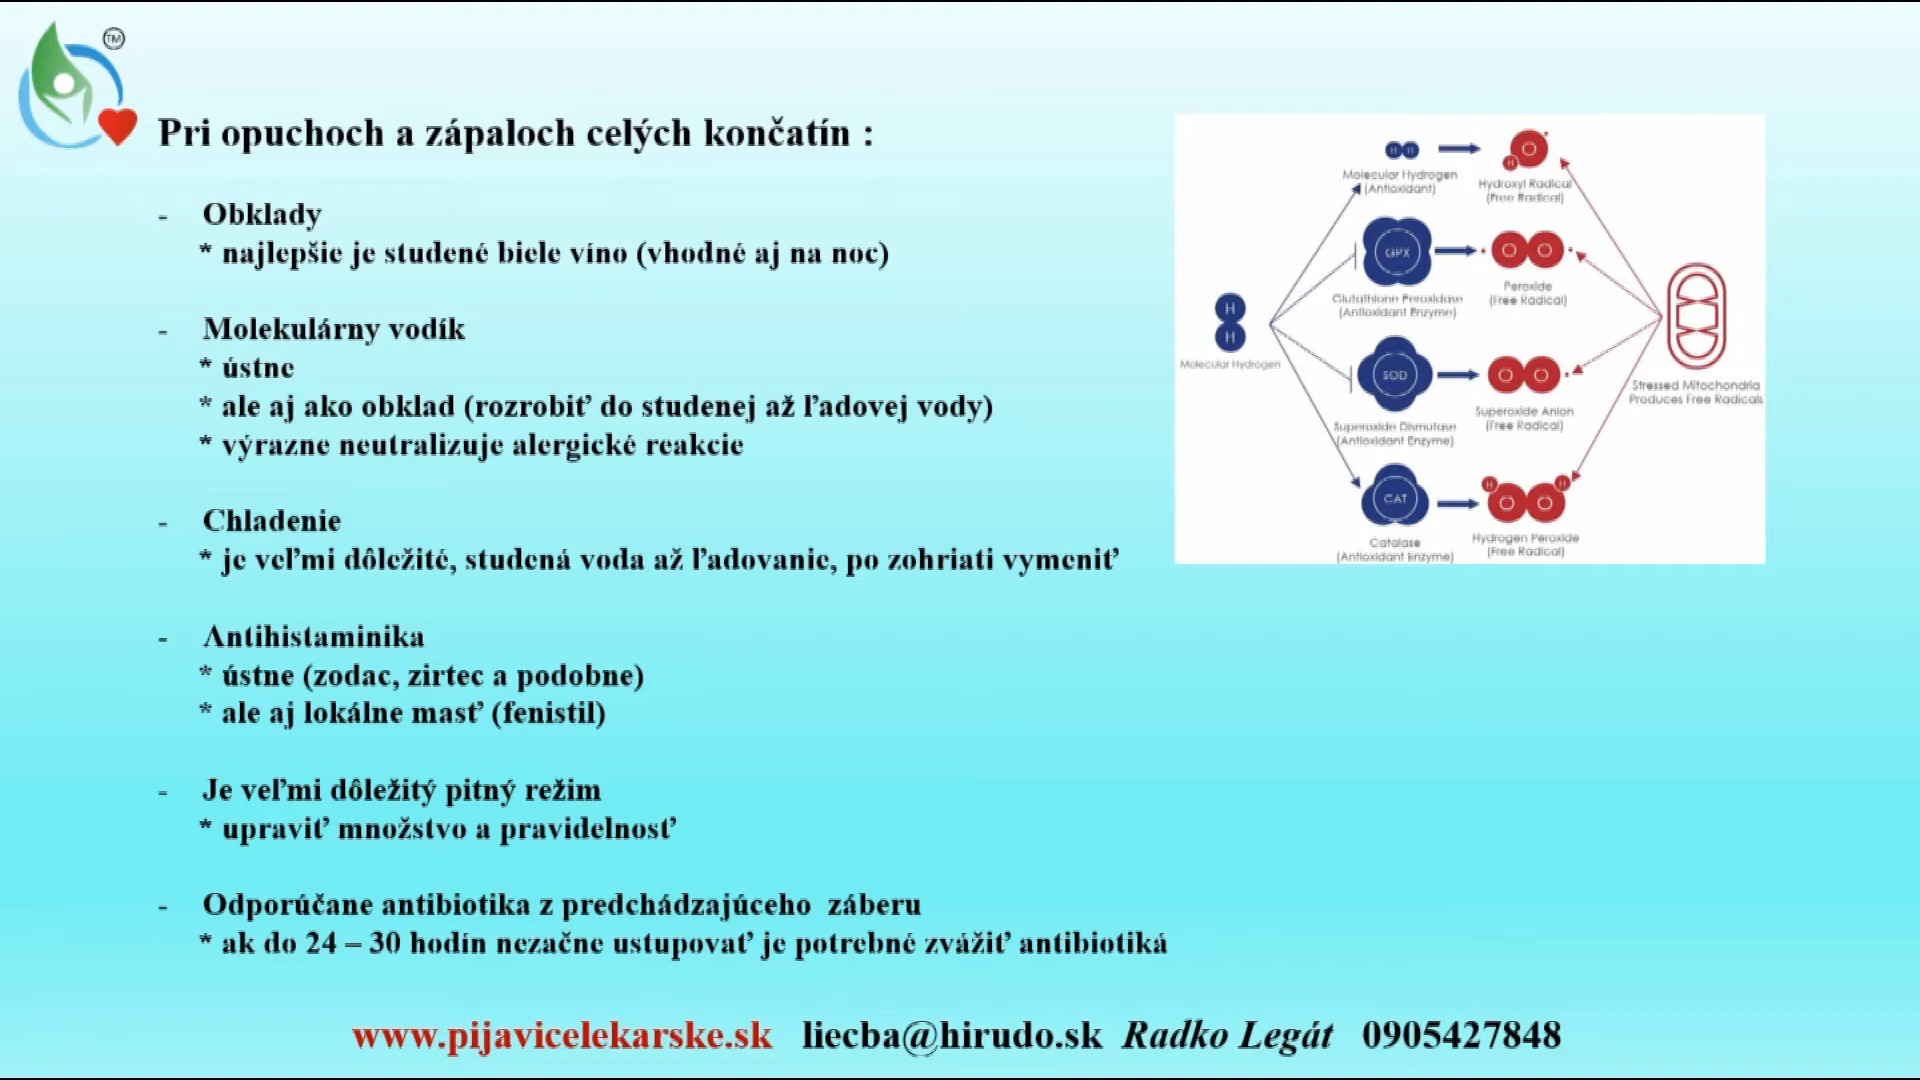 TM
Pri opuchoch a zápaloch celých končatín :
- Obklady
* najlepšie je studené biele víno (vhodné aj na noc)
- Molekulárny vodík
* ústne
* ale aj ako obklad (rozrobiť do studenej až ľadovej vody)
* výrazne neutralizuje alergické reakcie
- Chladenie
* je veľmi dôležité, studená voda až ľadovanie, po zohriati vymeniť
- Antihistaminika
* ústne (zodac, zirtec a podobne)
* ale aj lokálne masť (fenistil)
- Je veľmi dôležitý pitný režim
* upraviť množstvo a pravidelnosť
- Odporúčane antibiotika z predchádzajúceho záberu
* ak do 24 – 30 hodín nezačne ustupovať je potrebné zvážiť antibiotiká
H H
O
H
Molecular Hydrogen
(Antioxidant)
Hydroxyl Radical
(Free Radical)
GPX
O O
Glutathione Peroxidase
(Antioxidant Enzyme)
Peroxide
(Free Radical)
H
H
Molecular Hydrogen
SOD
O O
Superoxide Dismutase
(Antioxidant Enzyme)
Superoxide Anion
(Free Radical)
Stressed Mitochondria
Produces Free Radicals
CAT
H H
O O
Catalase
(Antioxidant Enzyme)
Hydrogen Peroxide
(Free Radical)
www.pijavicelekarske.sk liecba@hirudo.sk Radko Legát 0905427848